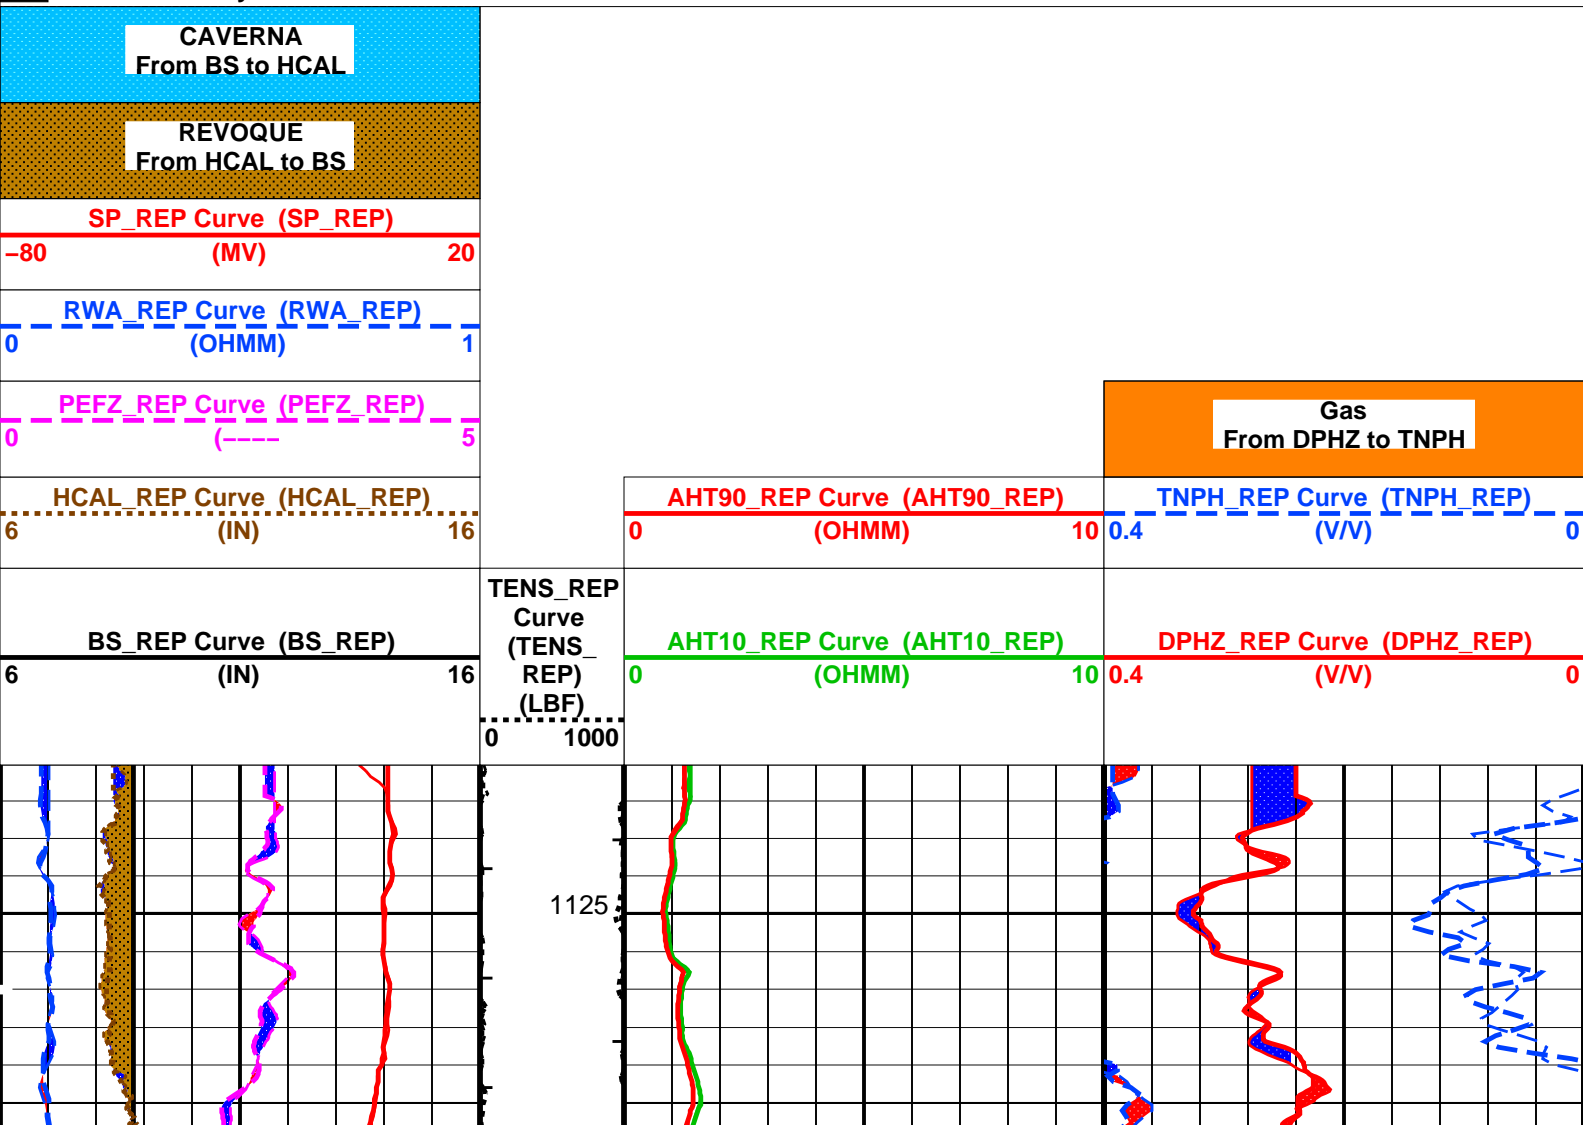 CAVERNA
From BS to HCAL
REVOQUE
From HCAL to BS
SP_REP Curve (SP_REP)
−80 (MV) 20
RWA_REP Curve (RWA_REP)
0 (OHMM) 1
PEFZ_REP Curve (PEFZ_REP)
0 (−−−− 5
HCAL_REP Curve (HCAL_REP)
6 (IN) 16
BS_REP Curve (BS_REP)
6 (IN) 16
TENS_REP
Curve
(TENS_
REP)
(LBF)
0 1000
AHT90_REP Curve (AHT90_REP)
0 (OHMM) 10
AHT10_REP Curve (AHT10_REP)
0 (OHMM) 10
Gas
From DPHZ to TNPH
TNPH_REP Curve (TNPH_REP)
0.4 (V/V) 0
DPHZ_REP Curve (DPHZ_REP)
0.4 (V/V) 0
1125